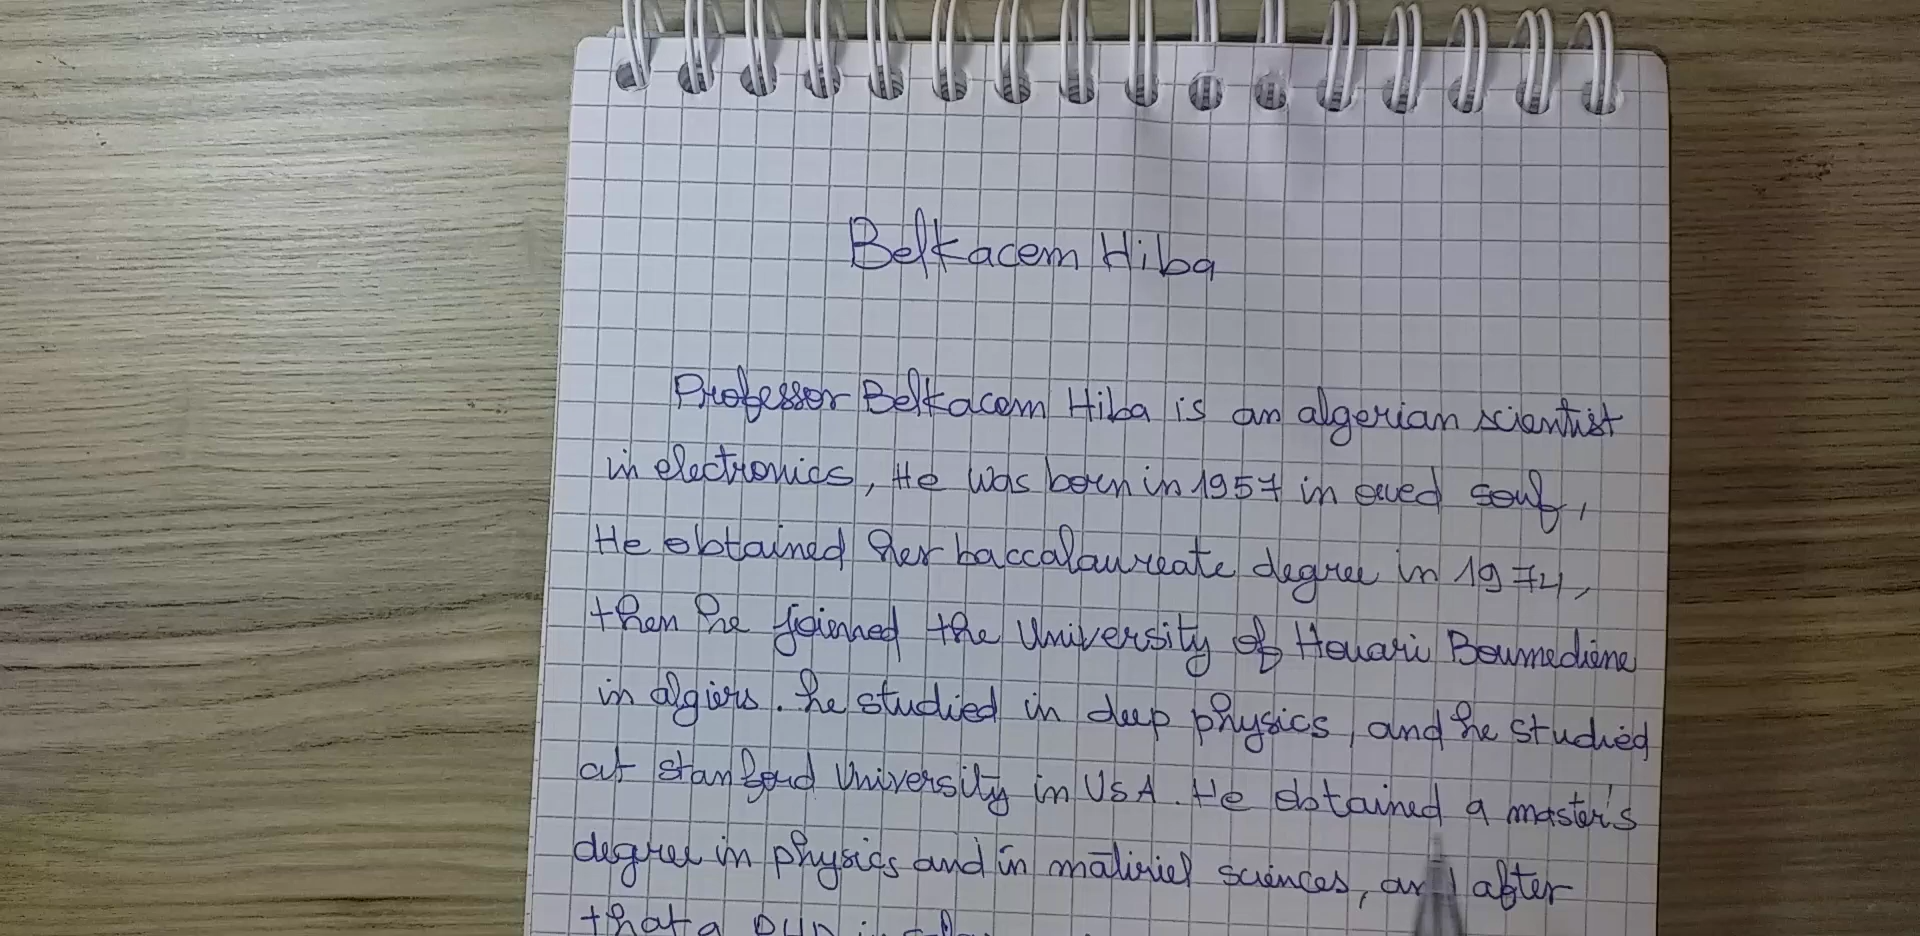 Belkacem Hiba
Professor Belkacem Hiba is an algerian scientist
in electronics, He was born in 1957 in oued souf,
He obtained her baccalaureate degree in 1974,
then he joienned the University of Houari Boumediene
in algiers. he studied in deep physics, and he studied
at stanford University in USA. He obtained a master's
degree in physics and in matiriel sciences, and after
that a